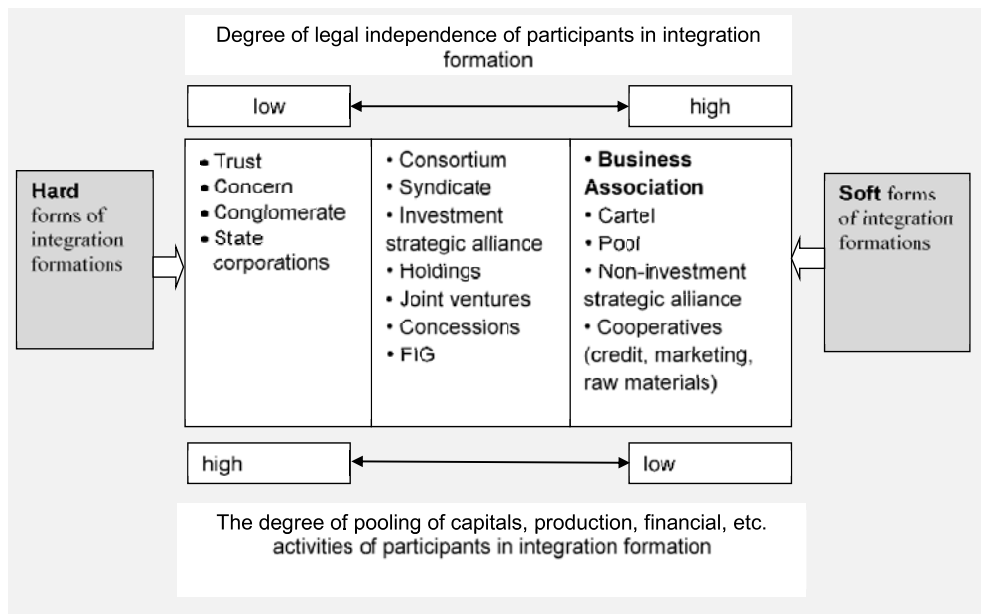 Degree of legal independence of participants in integration
formation
low
high
Hard
forms of
integration
formations
• Trust
• Concern
• Conglomerate
• State
corporations
• Consortium
• Syndicate
• Investment
strategic alliance
• Holdings
• Joint ventures
• Concessions
• FIG
• Business
Association
• Cartel
• Pool
• Non-investment
strategic alliance
• Cooperatives
(credit, marketing,
raw materials)
Soft forms
of integration
formations
high
low
The degree of pooling of capitals, production, financial, etc.
activities of participants in integration formation